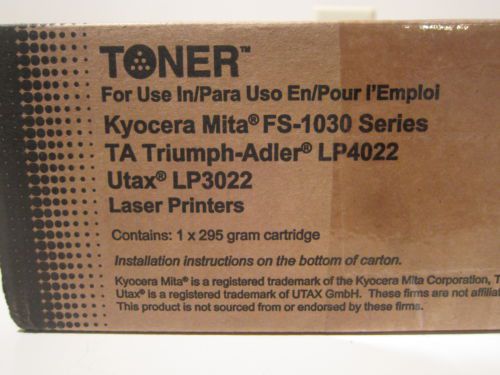 TONER™
For Use In/Para Uso En/Pour l'Emploi
Kyocera Mita® FS-1030 Series
TA Triumph-Adler® LP4022
Utax® LP3022
Laser Printers
Contains: 1 x 295 gram cartridge
Installation instructions on the bottom of carton.
Kyocera Mita® is a registered trademark of the Kyocera Mita Corporation, T
Utax® is a registered trademark of UTAX GmbH. These firms are not affilia
This product is not sourced from or endorsed by these firms.